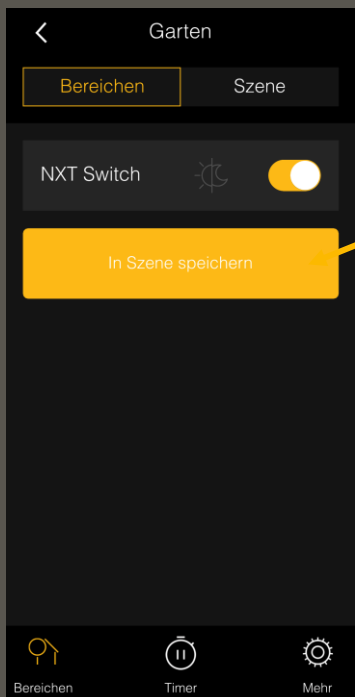 Garten
Bereichen Szene
NXT Switch
In Szene speichern
Bereichen Timer Mehr